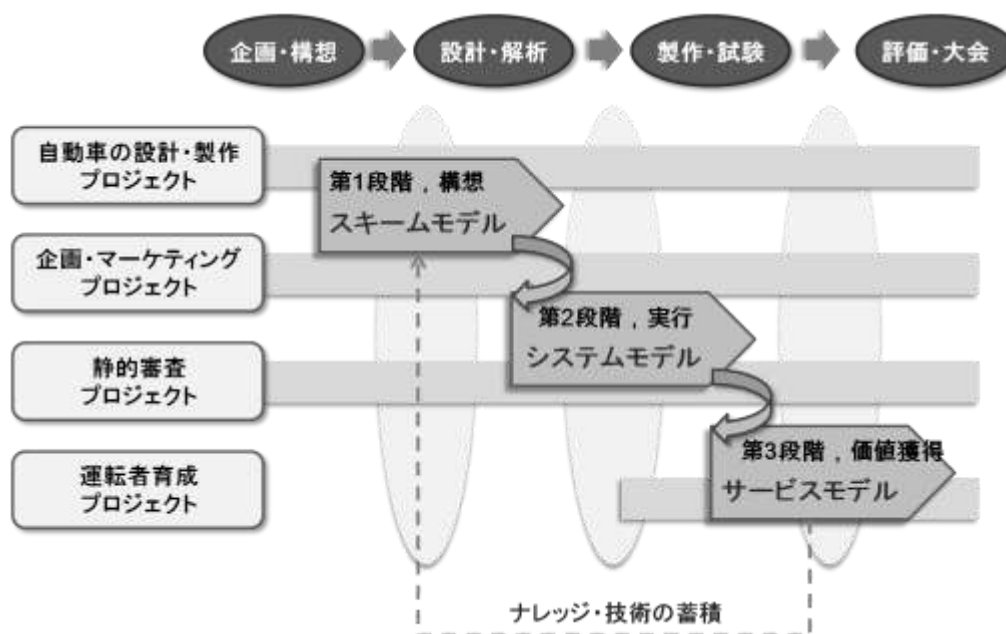 企画・構想
設計・解析
製作・試験
評価・大会
自動車の設計・製作
プロジェクト
第1段階，構想
スキームモデル
企画・マーケティング
プロジェクト
第2段階，実行
システムモデル
静的審査
プロジェクト
第3段階，価値獲得
サービスモデル
運転者育成
プロジェクト
ナレッジ・技術の蓄積